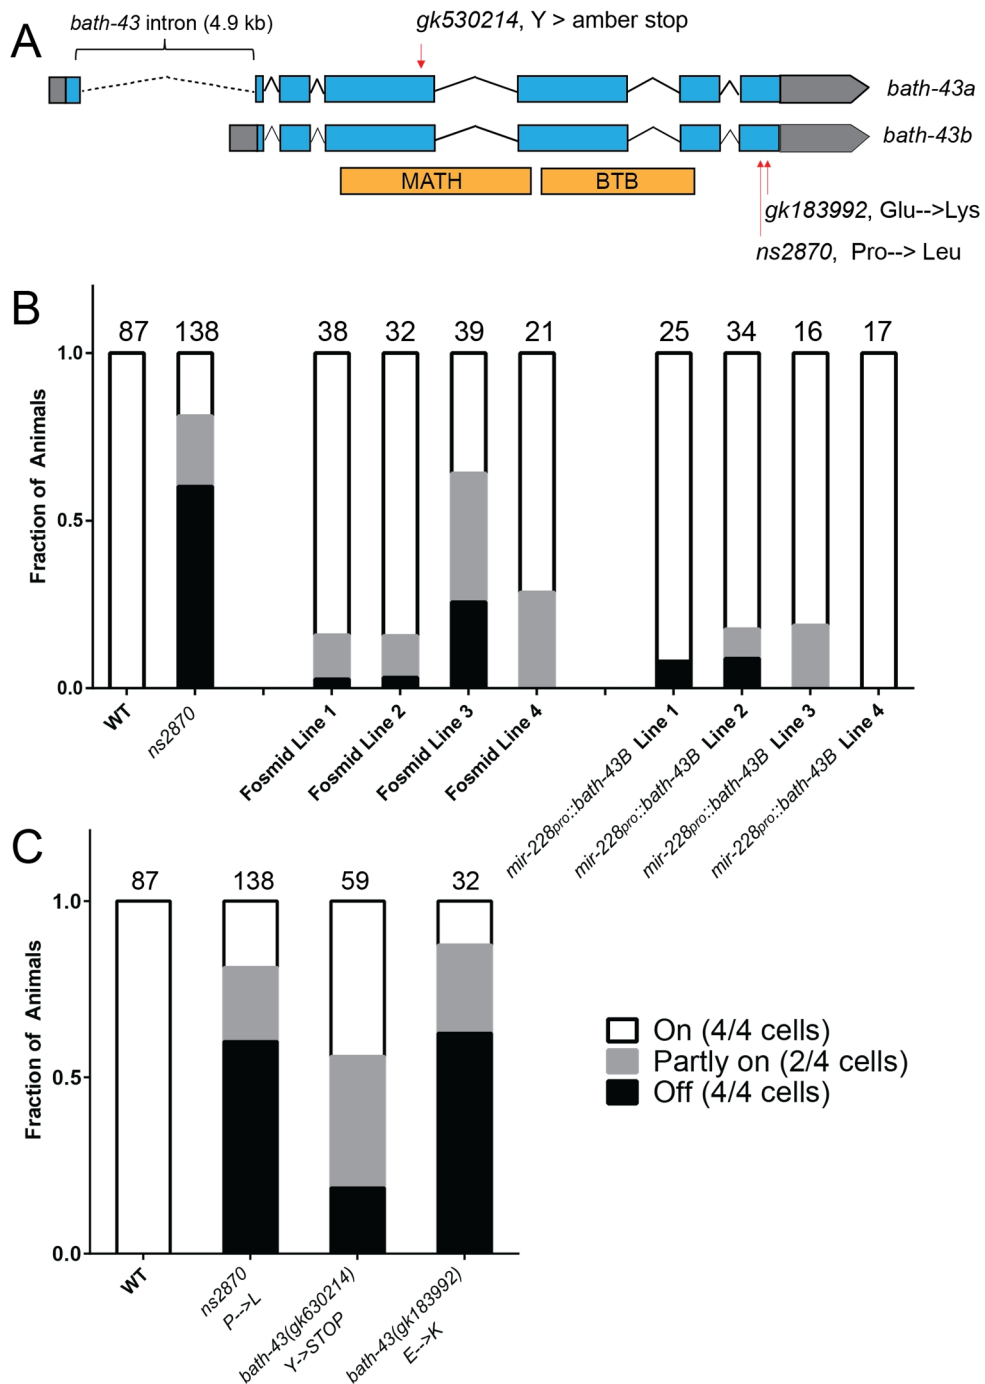 A
bath-43 intron (4.9 kb)
gk530214, Y > amber stop
bath-43a
bath-43b
MATH
BTB
gk183992, Glu-->Lys
ns2870, Pro--> Leu
B
87 138 38 32 39 21 25 34 16 17
Fraction of Animals
1.0
0.5
0.0
WT
ns2870
Fosmid Line 1
Fosmid Line 2
Fosmid Line 3
Fosmid Line 4
mir-228pro::bath-43B Line 1
mir-228pro::bath-43B Line 2
mir-228pro::bath-43B Line 3
mir-228pro::bath-43B Line 4
C
87 138 59 32
Fraction of Animals
1.0
0.5
0.0
WT
ns2870
P-->L
bath-43(gk630214)
Y->STOP
bath-43(gk183992)
E-->K
On (4/4 cells)
Partly on (2/4 cells)
Off (4/4 cells)